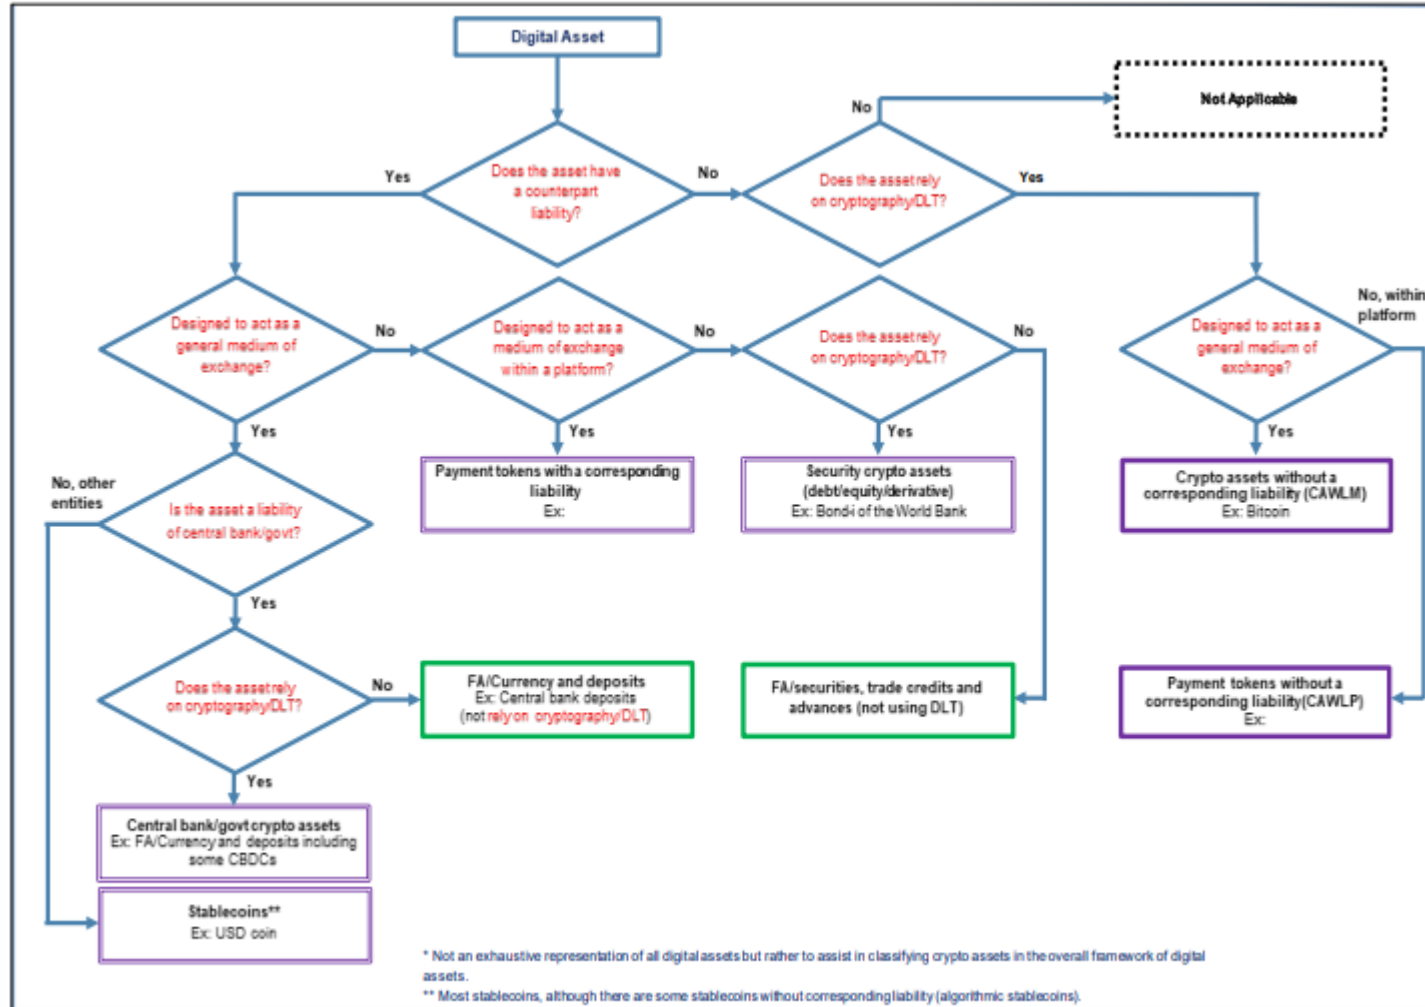 Digital Asset
Not Applicable
No
Does the asset have
a counterpart
liability?
Yes
No
Does the asset rely
on cryptography/DLT?
Yes
Designed to act as a
general medium of
exchange?
No
Designed to act as a
medium of exchange
within a platform?
No
Does the asset rely
on cryptography/DLT?
No
Designed to act as a
general medium of
exchange?
No, within
platform
Yes
Yes
Yes
Yes
No, other
entities
Is the asset a liability
of central bank/govt?
Payment tokens with a corresponding
liability
Ex:
Security crypto assets
(debt/equity/derivative)
Ex: Bond-i of the World Bank
Crypto assets without a
corresponding liability (CAWLM)
Ex: Bitcoin
Yes
Does the asset rely
on cryptography/DLT?
No
FA/Currency and deposits
Ex: Central bank deposits
(not rely on cryptography/DLT)
FA/securities, trade credits and
advances (not using DLT)
Payment tokens without a
corresponding liability(CAWLP)
Ex:
Yes
Central bank/govt crypto assets
Ex: FA/Currency and deposits including
some CBDCs
Stablecoins**
Ex: USD coin
* Not an exhaustive representation of all digital assets but rather to assist in classifying crypto assets in the overall framework of digital
assets.
** Most stablecoins, although there are some stablecoins without corresponding liability (algorithmic stablecoins).